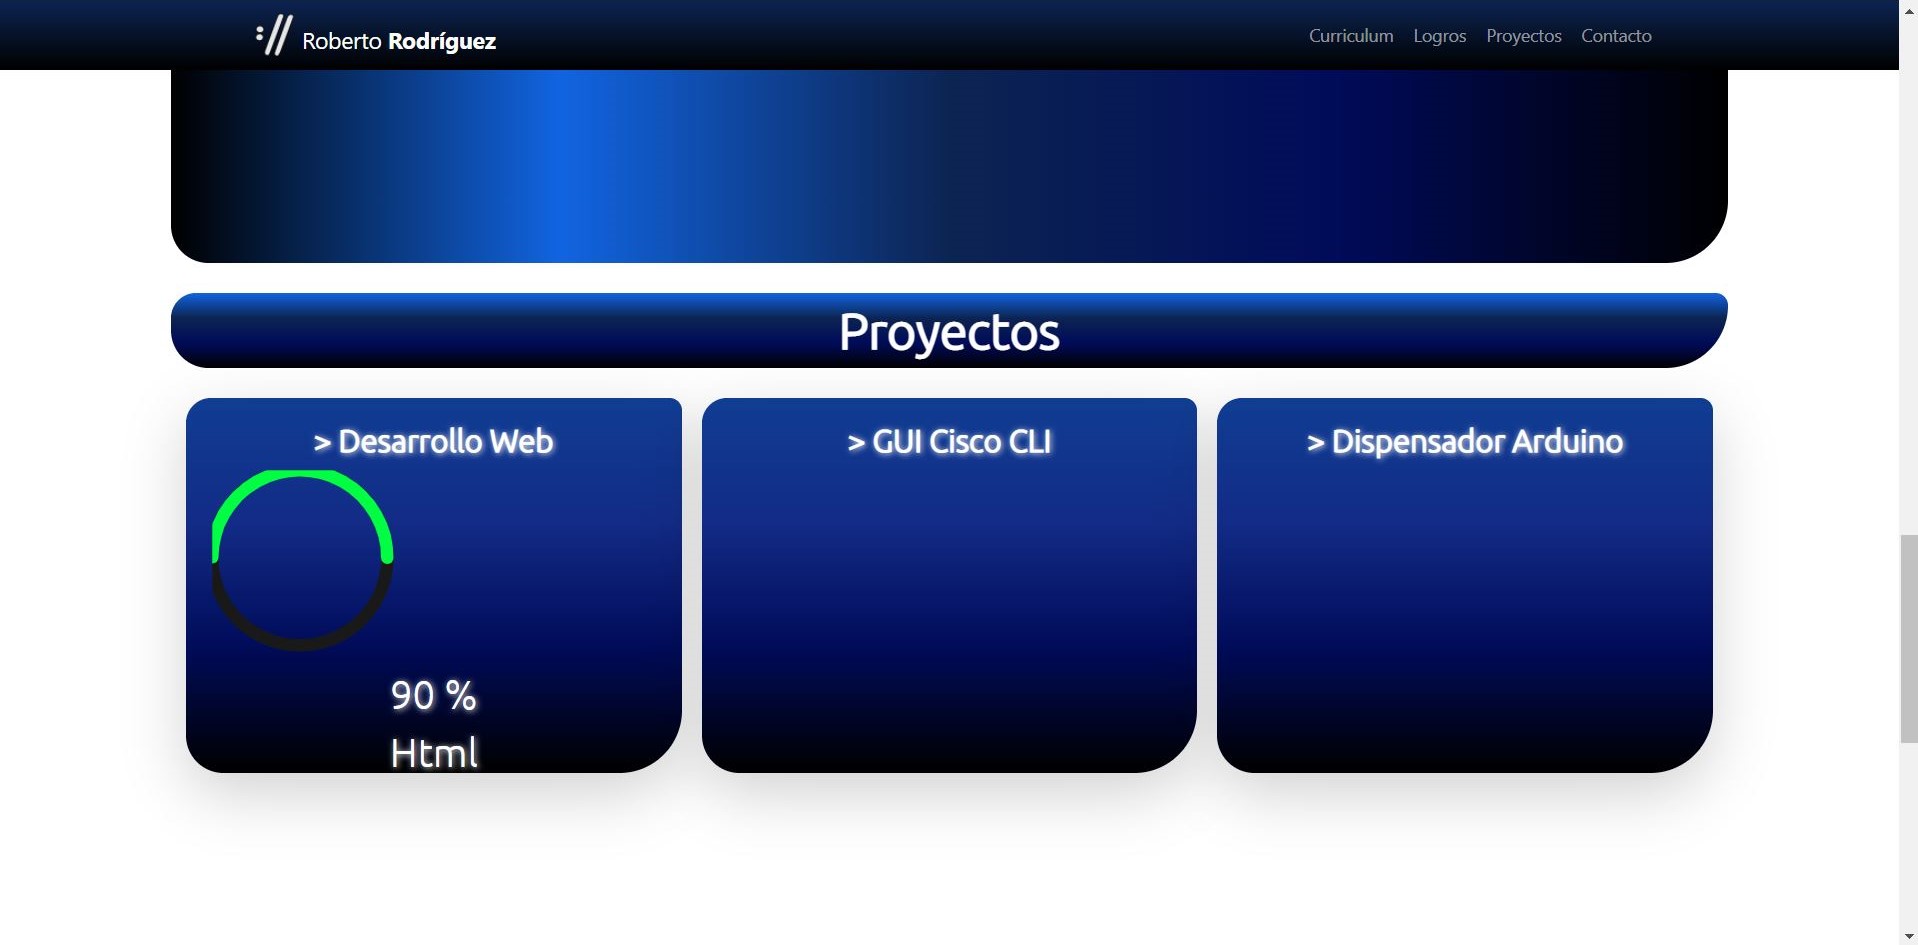 :// Roberto Rodríguez
Curriculum Logros Proyectos Contacto
Proyectos
> Desarrollo Web
90 %
Html
> GUI Cisco CLI
> Dispensador Arduino